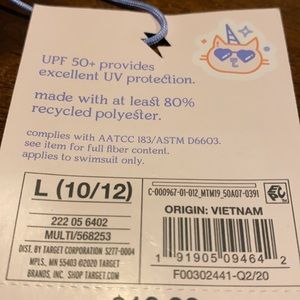 UPF 50+ provides
excellent UV protection.
made with at least 80%
recycled polyester.
complies with AATCC 183/ASTM D6603.
see item for full fiber content.
applies to swimsuit only.
L (10/12)
222 05 6402
MULTI/568253
DIST. BY TARGET CORPORATION 5277-0004
MPLS. MN 55403 ©2020 TARGET
BRANDS, INC. SHOP TARGET.COM
C-000967-01-012_MTM19_50A07-0391
ORIGIN: VIETNAM
1 91905 09464 2
F00302441-Q2/20